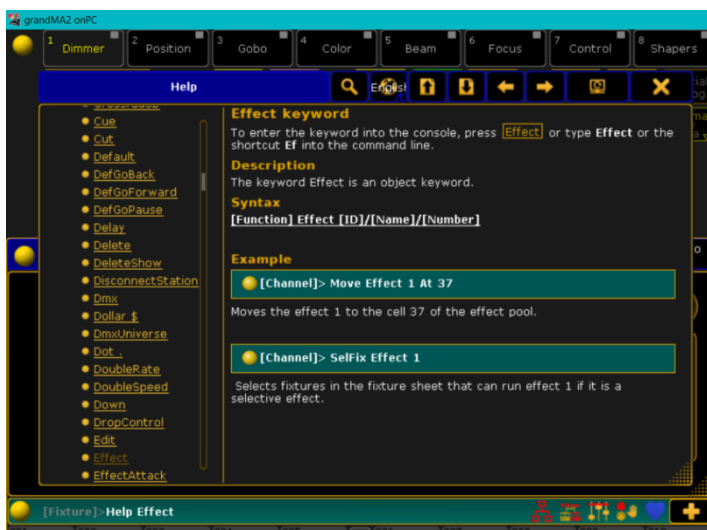 grandMA2 onPC
1 Dimmer
2 Position
3 Gobo
4 Color
5 Beam
6 Focus
7 Control
8 Shapers
Help
English
Cue
Cut
Default
DefGoBack
DefGoForward
DefGoPause
Delay
Delete
DeleteShow
DisconnectStation
Dmx
Dollar $
DmxUniverse
Dot .
DoubleRate
DoubleSpeed
Down
DropControl
Edit
Effect
EffectAttack
Effect keyword
To enter the keyword into the console, press Effect or type Effect or the
shortcut Ef into the command line.
Description
The keyword Effect is an object keyword.
Syntax
[Function] Effect [ID]/[Name]/[Number]
Example
[Channel]> Move Effect 1 At 37
Moves the effect 1 to the cell 37 of the effect pool.
[Channel]> SelFix Effect 1
Selects fixtures in the fixture sheet that can run effect 1 if it is a
selective effect.
[Fixture]>Help Effect